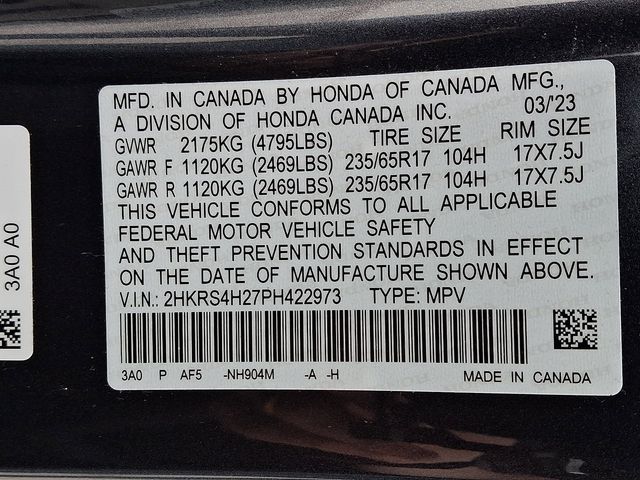 MFD. IN CANADA BY HONDA OF CANADA MFG.,
A DIVISION OF HONDA CANADA INC. 03/'23
GVWR 2175KG (4795LBS) TIRE SIZE RIM SIZE
GAWR F 1120KG (2469LBS) 235/65R17 104H 17X7.5J
GAWR R 1120KG (2469LBS) 235/65R17 104H 17X7.5J
THIS VEHICLE CONFORMS TO ALL APPLICABLE
FEDERAL MOTOR VEHICLE SAFETY
AND THEFT PREVENTION STANDARDS IN EFFECT
ON THE DATE OF MANUFACTURE SHOWN ABOVE.
V.I.N.: 2HKRS4H27PH422973 TYPE: MPV
3A0 P AF5 -NH904M -A -H MADE IN CANADA
3A0 A0